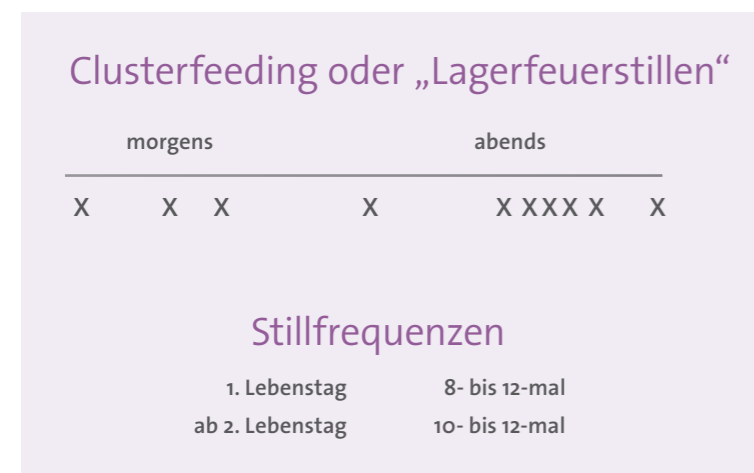 Clusterfeeding oder „Lagerfeuerstillen“
morgens abends
X X X X X XXX X X
Stillfrequenzen
1. Lebenstag 8- bis 12-mal
ab 2. Lebenstag 10- bis 12-mal